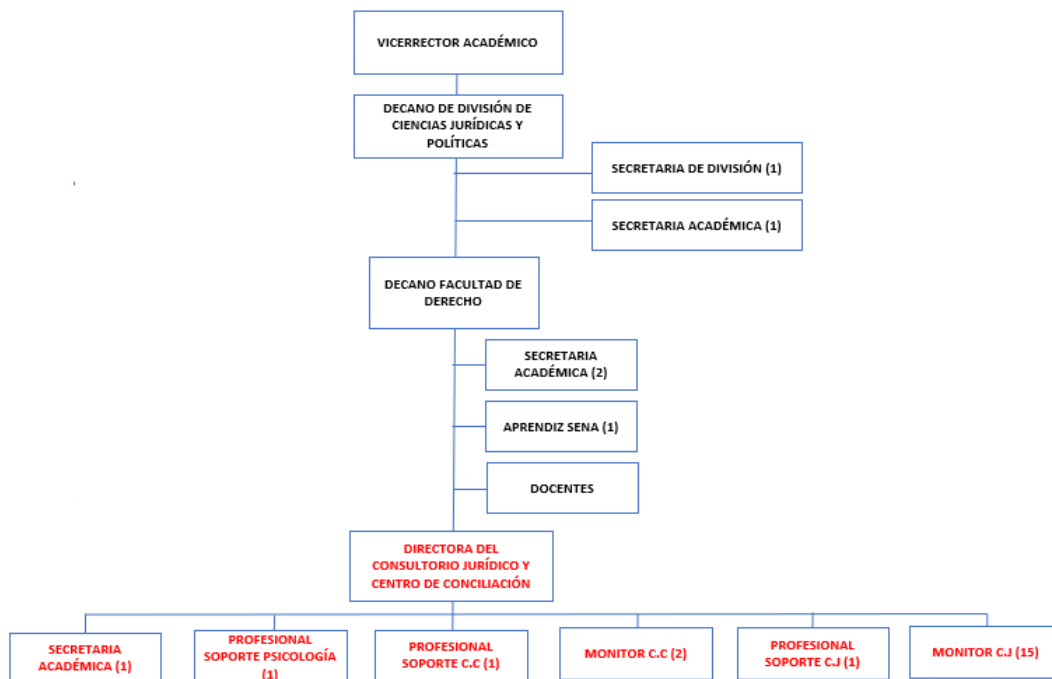 VICERRECTOR ACADÉMICO
DECANO DE DIVISIÓN DE
CIENCIAS JURÍDICAS Y
POLÍTICAS
SECRETARIA DE DIVISIÓN (1)
SECRETARIA ACADÉMICA (1)
DECANO FACULTAD DE
DERECHO
SECRETARIA
ACADÉMICA (2)
APRENDIZ SENA (1)
DOCENTES
DIRECTORA DEL
CONSULTORIO JURÍDICO Y
CENTRO DE CONCILIACIÓN
SECRETARIA
ACADÉMICA (1)
PROFESIONAL
SOPORTE PSICOLOGÍA
(1)
PROFESIONAL
SOPORTE C.C (1)
MONITOR C.C (2)
PROFESIONAL
SOPORTE C.J (1)
MONITOR C.J (15)